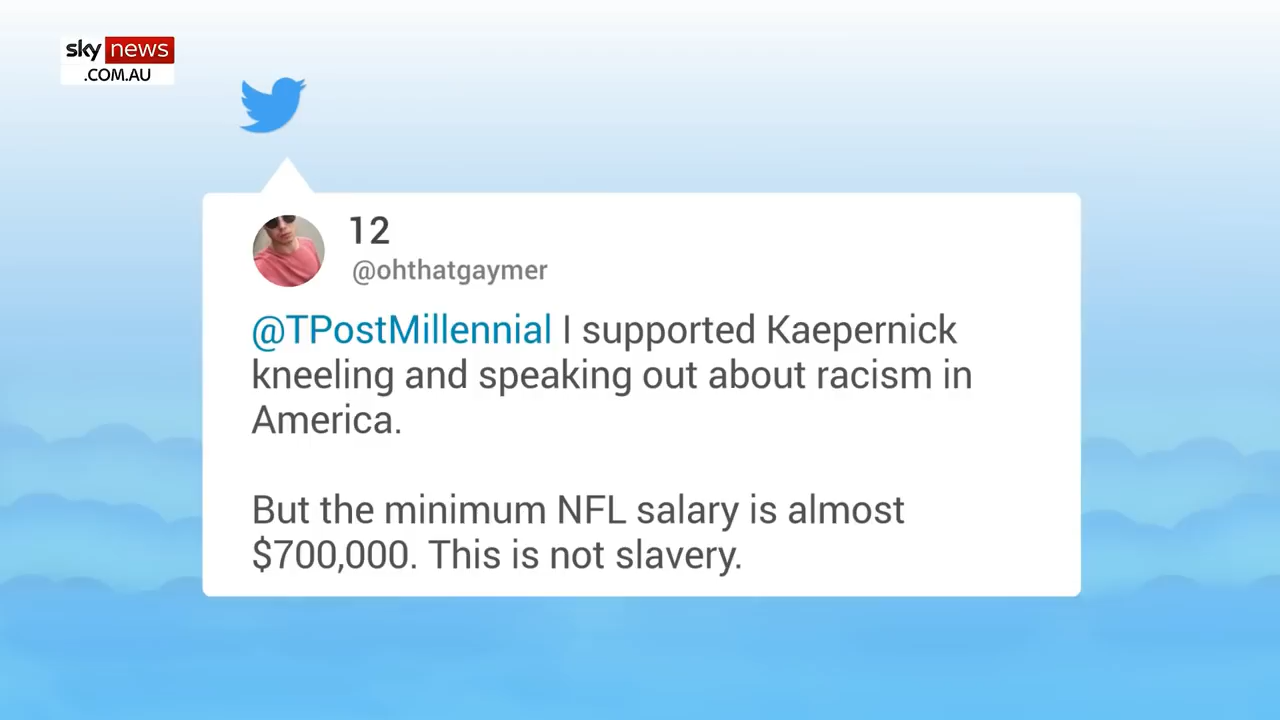 sky news
.COM.AU
12
@ohthatgaymer
@TPostMillennial I supported Kaepernick
kneeling and speaking out about racism in
America.
But the minimum NFL salary is almost
$700,000. This is not slavery.